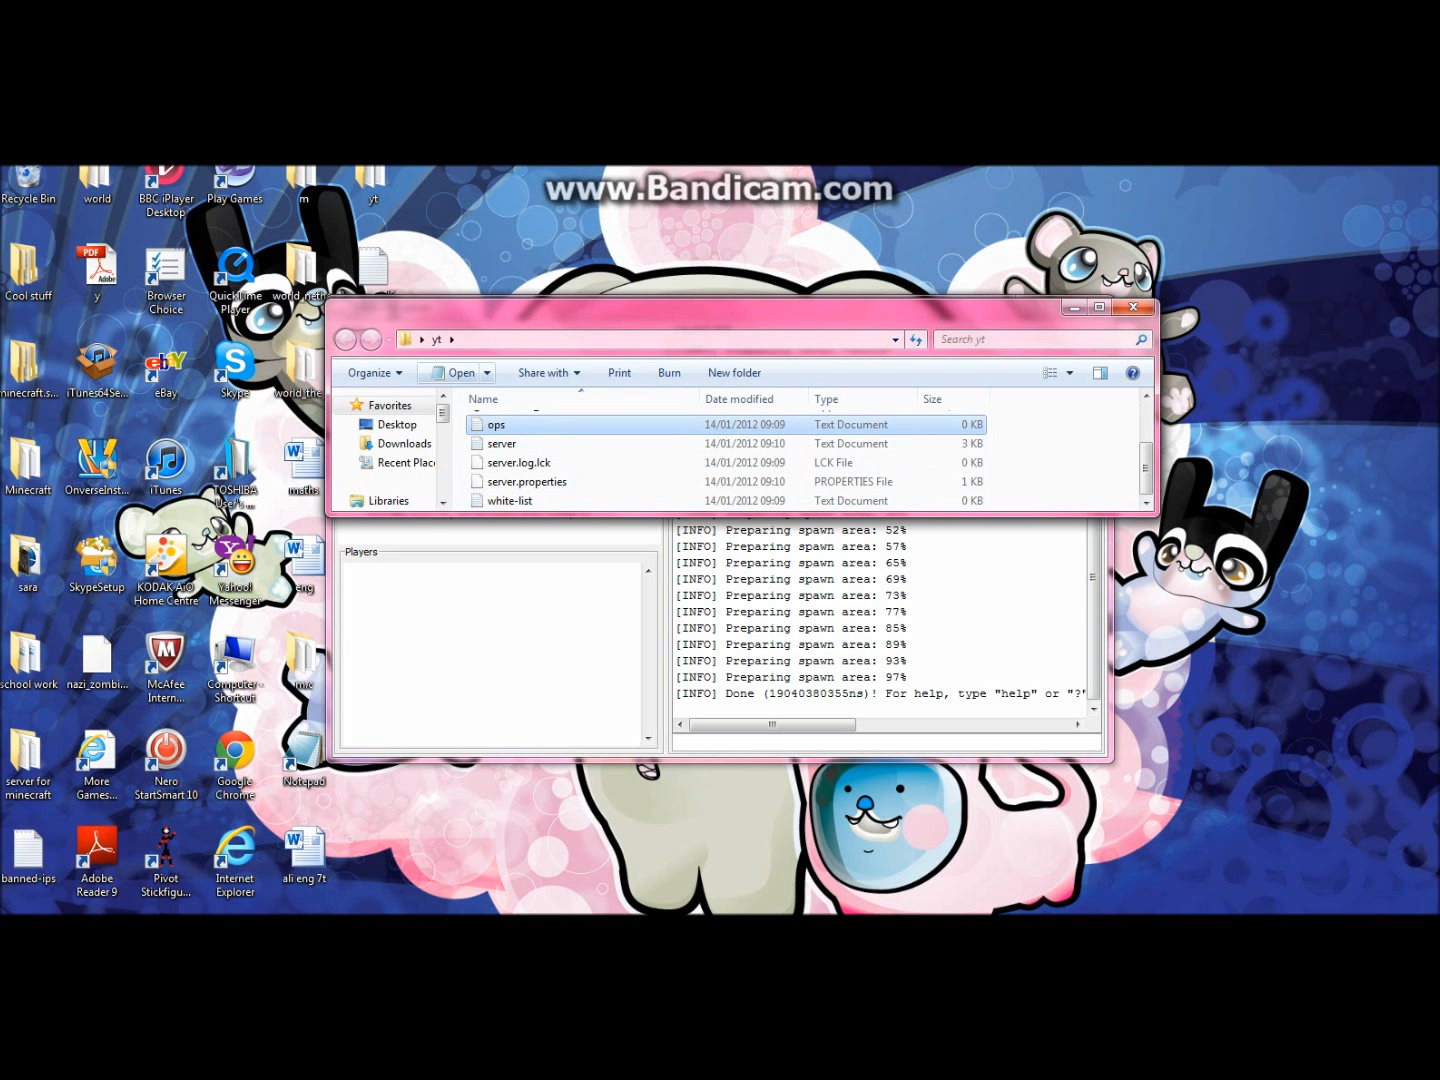 www.Bandicam.com
Recycle Bin
world
BBC iPlayer
Desktop
Play Games
m
yt
Cool stuff
y
Browser
Choice
QuickTime
Player
world_neth
minecraft.s...
iTunes64Se...
eBay
Skype
world_the
Minecraft
OnverseInst...
iTunes
TOSHIBA
User's...
maths
sara
SkypeSetup
KODAK AiO
Home Centre
Yahoo!
Messenger
eng
school work
nazi_zombi...
McAfee
Intern...
Computer -
Shortcut
server for
minecraft
More
Games...
Nero
StartSmart 10
Google
Chrome
Notepad
banned-ips
Adobe
Reader 9
Pivot
Stickfigu...
Internet
Explorer
ali eng 7t
yt
Search yt
Organize Open Share with Print Burn New folder
Favorites
Desktop
Downloads
Recent Plac
Libraries
Name Date modified Type Size
ops 14/01/2012 09:09 Text Document 0 KB
server 14/01/2012 09:10 Text Document 3 KB
server.log.lck 14/01/2012 09:09 LCK File 0 KB
server.properties 14/01/2012 09:10 PROPERTIES File 1 KB
white-list 14/01/2012 09:09 Text Document 0 KB
Players
[INFO] Preparing spawn area: 52%
[INFO] Preparing spawn area: 57%
[INFO] Preparing spawn area: 65%
[INFO] Preparing spawn area: 69%
[INFO] Preparing spawn area: 73%
[INFO] Preparing spawn area: 77%
[INFO] Preparing spawn area: 85%
[INFO] Preparing spawn area: 89%
[INFO] Preparing spawn area: 93%
[INFO] Preparing spawn area: 97%
[INFO] Done (19040380355ns)! For help, type "help" or "?"